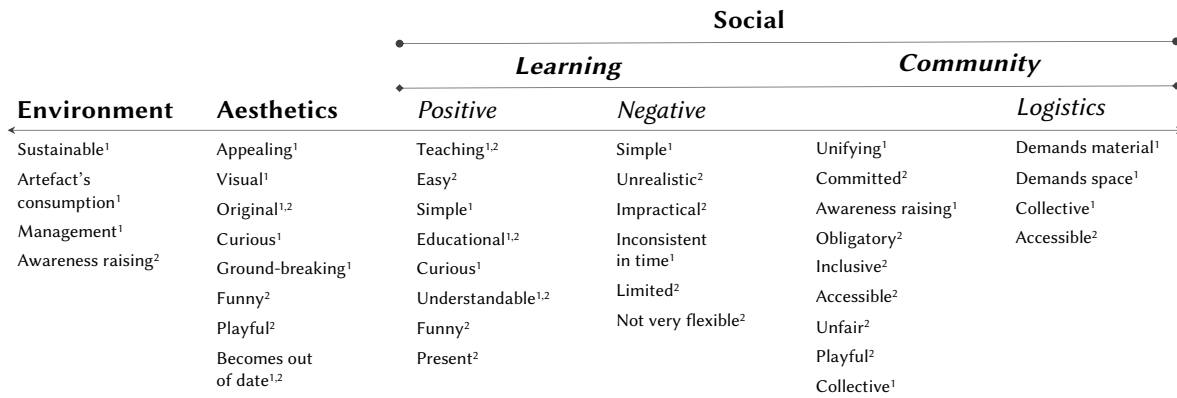 Social
Learning
Community
Environment
Aesthetics
Positive
Negative
Logistics
Sustainable¹
Artefact's
consumption¹
Management¹
Awareness raising²
Appealing¹
Visual¹
Original¹,²
Curious¹
Ground-breaking¹
Funny²
Playful²
Becomes out
of date¹,²
Teaching¹,²
Easy²
Simple¹
Educational¹,²
Curious¹
Understandable¹,²
Funny²
Present²
Simple¹
Unrealistic²
Impractical²
Inconsistent
in time¹
Limited²
Not very flexible²
Unifying¹
Committed²
Awareness raising¹
Obligatory²
Inclusive²
Accessible²
Unfair²
Playful²
Collective¹
Demands material¹
Demands space¹
Collective¹
Accessible²